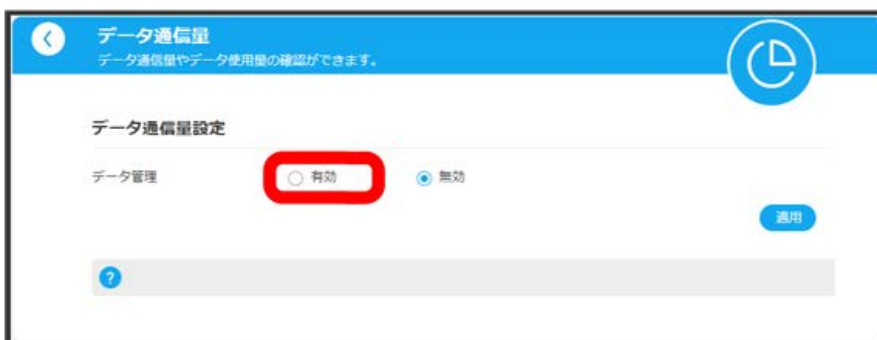 データ通信量
データ通信量やデータ使用量の確認ができます。
データ通信量設定
データ管理 有効 無効
適用
?